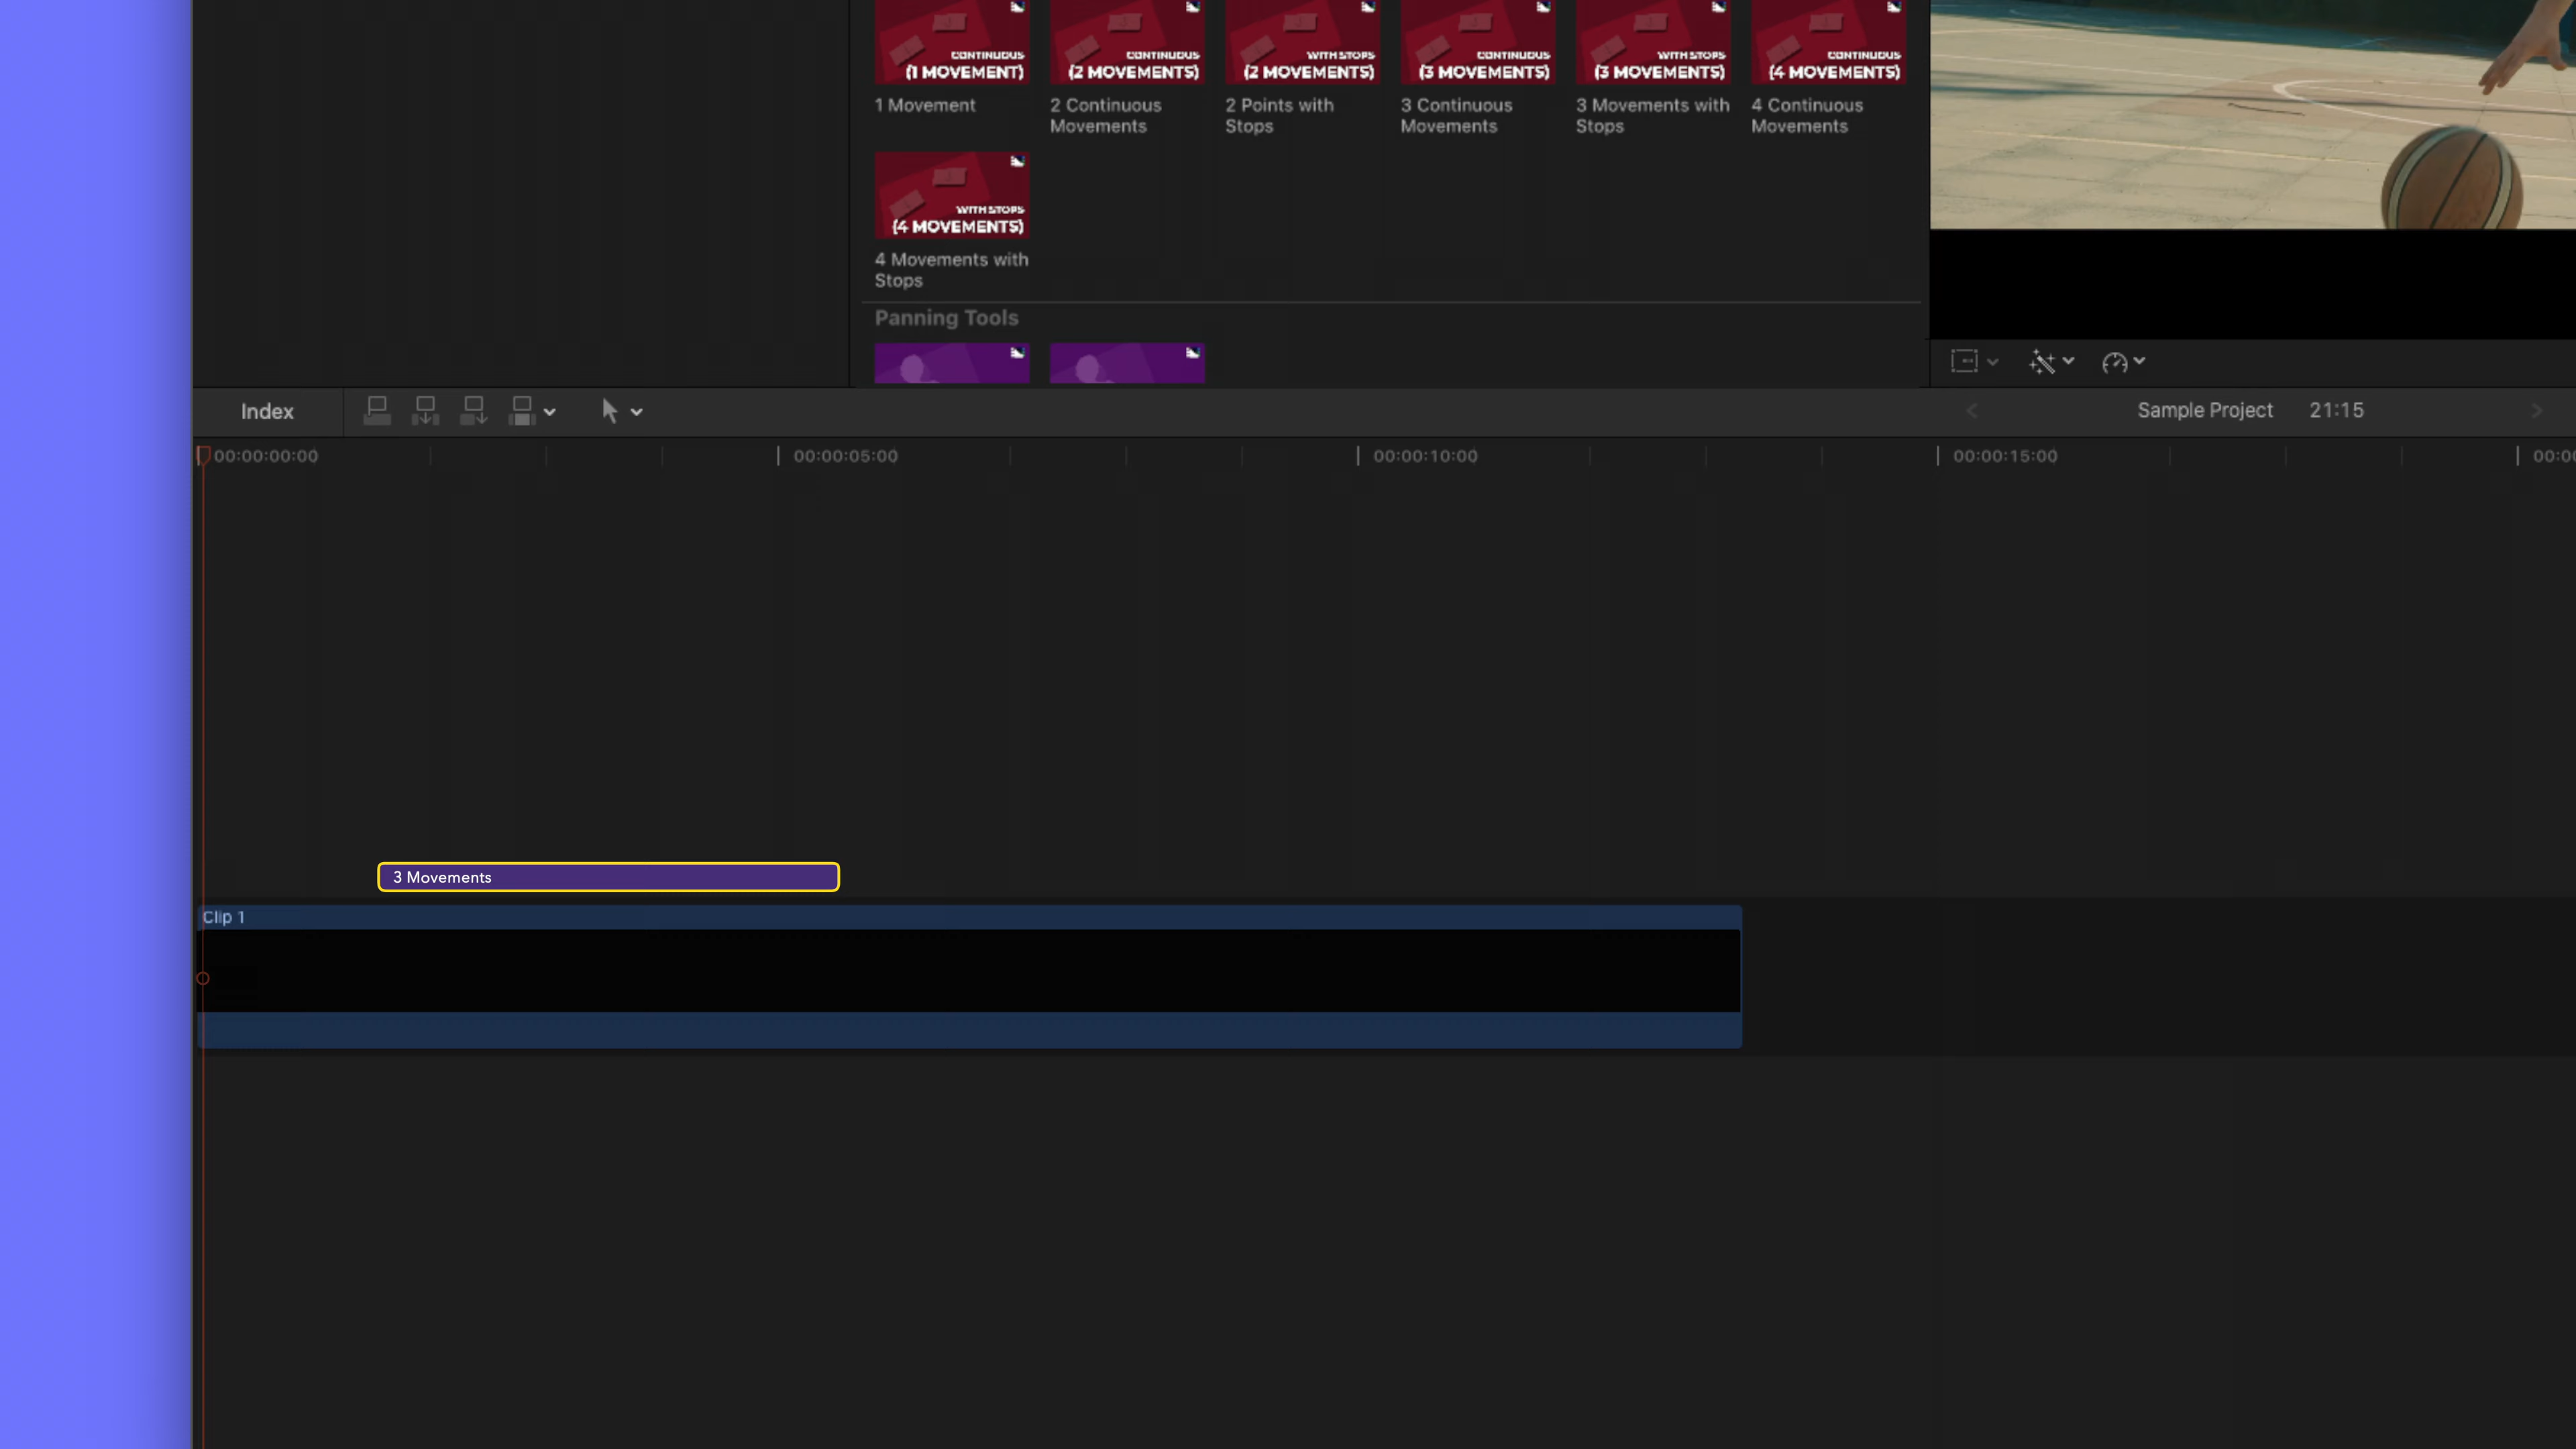 CONTINUOUS
(1 MOVEMENT)
CONTINUOUS
(2 MOVEMENTS)
WITH STOPS
(2 MOVEMENTS)
CONTINUOUS
(3 MOVEMENTS)
WITH STOPS
(3 MOVEMENTS)
CONTINUOUS
(4 MOVEMENTS)
1 Movement
2 Continuous
Movements
2 Points with
Stops
3 Continuous
Movements
3 Movements with
Stops
4 Continuous
Movements
WITH STOPS
(4 MOVEMENTS)
4 Movements with
Stops
Panning Tools
Index
Sample Project 21:15
00:00:00:00 00:00:05:00 00:00:10:00 00:00:15:00
3 Movements
Clip 1